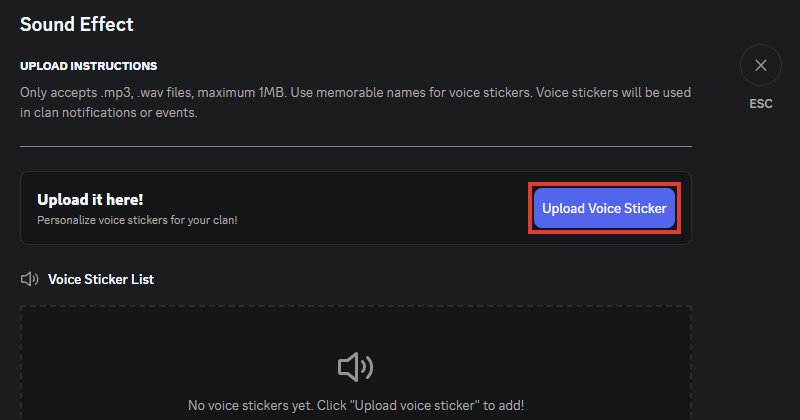 Sound Effect
UPLOAD INSTRUCTIONS
Only accepts .mp3, .wav files, maximum 1MB. Use memorable names for voice stickers. Voice stickers will be used
in clan notifications or events.
ESC
Upload it here!
Personalize voice stickers for your clan!
Upload Voice Sticker
Voice Sticker List
No voice stickers yet. Click "Upload voice sticker" to add!